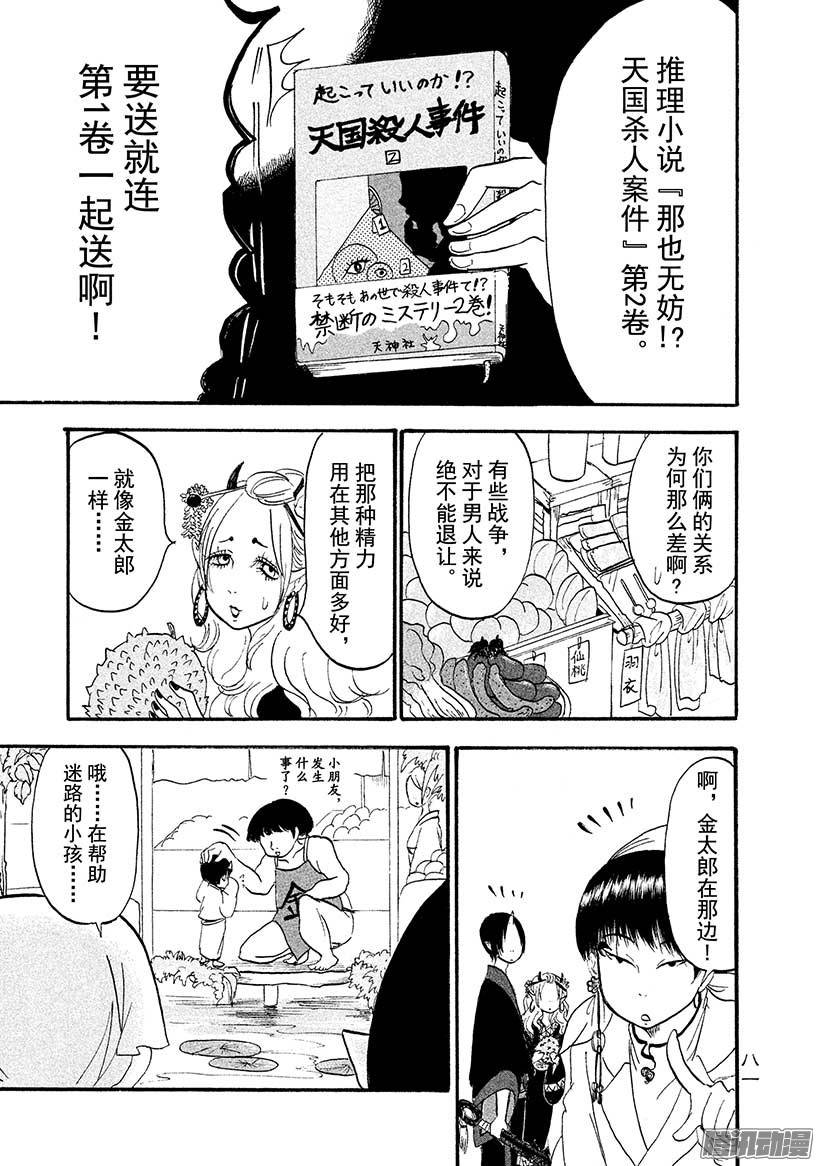 推理小说『那也无妨!?
天国杀人案件』第2卷。
起こっていいのか!?
天国殺人事件
2
1
2
そもそもあの世で殺人事件て!?
禁断のミステリー2巻!
天神社
要送就连
第1卷一起送啊!
你们俩的关系
为何那么差啊?
有些战争,
对于男人来说
绝不能退让。
仙桃
羽衣
把那种精力
用在其他方面多好,
就像金太郎
一样……
啊,金太郎在那边!
小朋友,
发生
什么
事了?
金
哦……在帮助
迷路的小孩……
八一
腾讯动漫